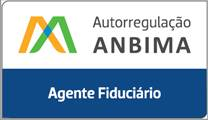 Autorregulação
ANBIMA
Agente Fiduciário